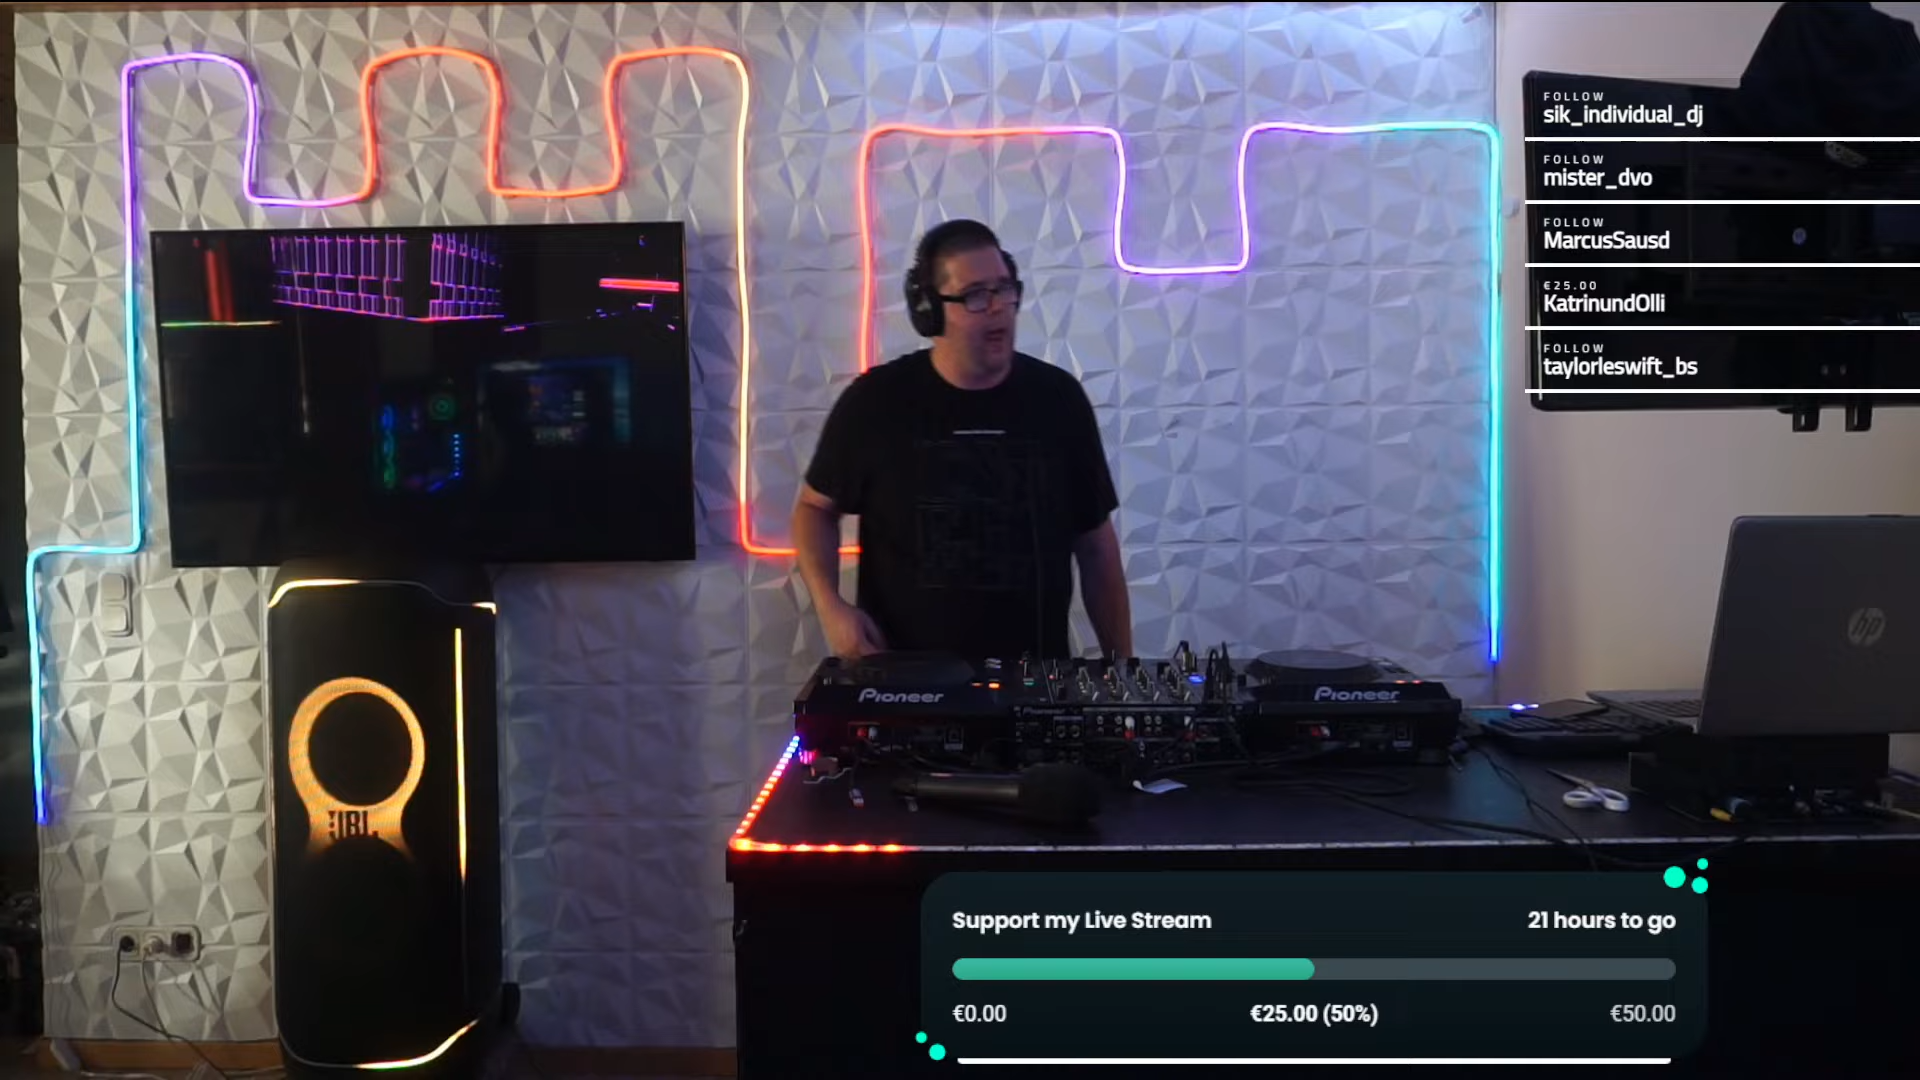 FOLLOW
sik_individual_dj
FOLLOW
mister_dvo
FOLLOW
MarcusSausd
€25.00
KatrinundOlli
FOLLOW
taylorleswift_bs
hp
Pioneer
Pioneer
JBL
Support my Live Stream
21 hours to go
€0.00
€25.00 (50%)
€50.00